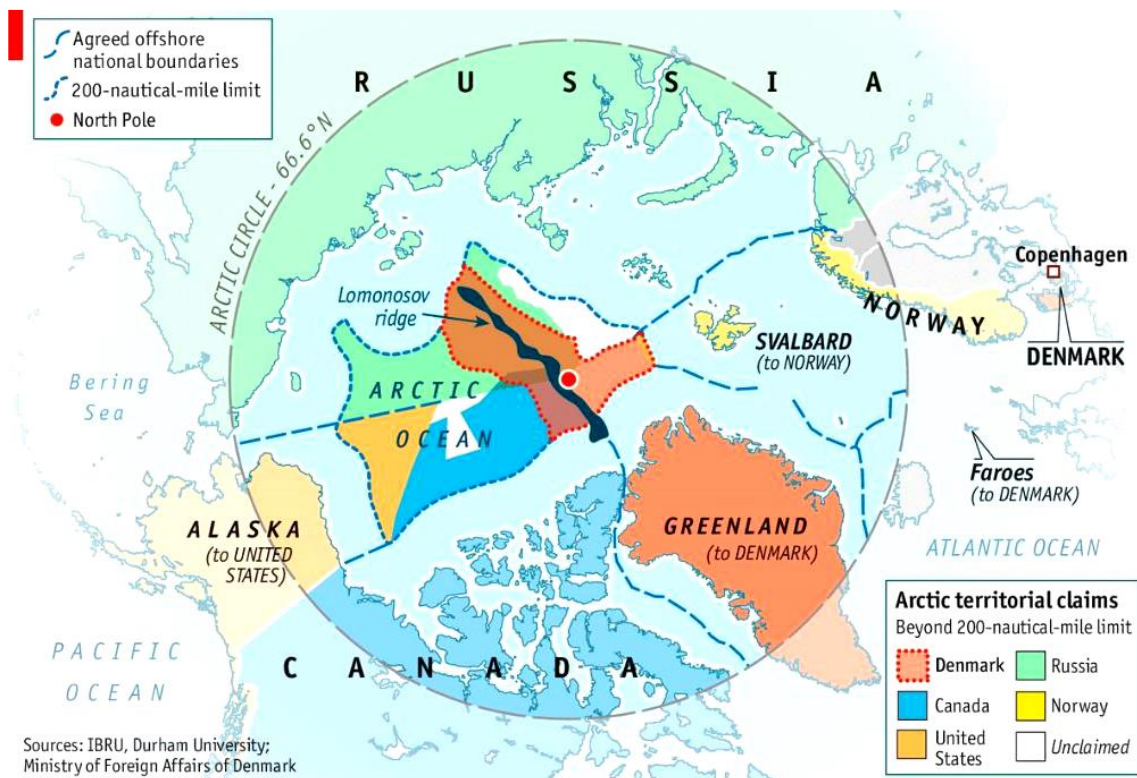 Agreed offshore
national boundaries
200-nautical-mile limit
North Pole
ARCTIC CIRCLE - 66.6°N
R U S S I A
Lomonosov
ridge
Copenhagen
NORWAY
DENMARK
SVALBARD
(to NORWAY)
Bering
Sea
ARCTIC
OCEAN
Faroes
(to DENMARK)
ALASKA
(to UNITED
STATES)
GREENLAND
(to DENMARK)
ATLANTIC OCEAN
PACIFIC
OCEAN
C A N A D A
Arctic territorial claims
Beyond 200-nautical-mile limit
Denmark
Russia
Canada
Norway
United
States
Unclaimed
Sources: IBRU, Durham University;
Ministry of Foreign Affairs of Denmark